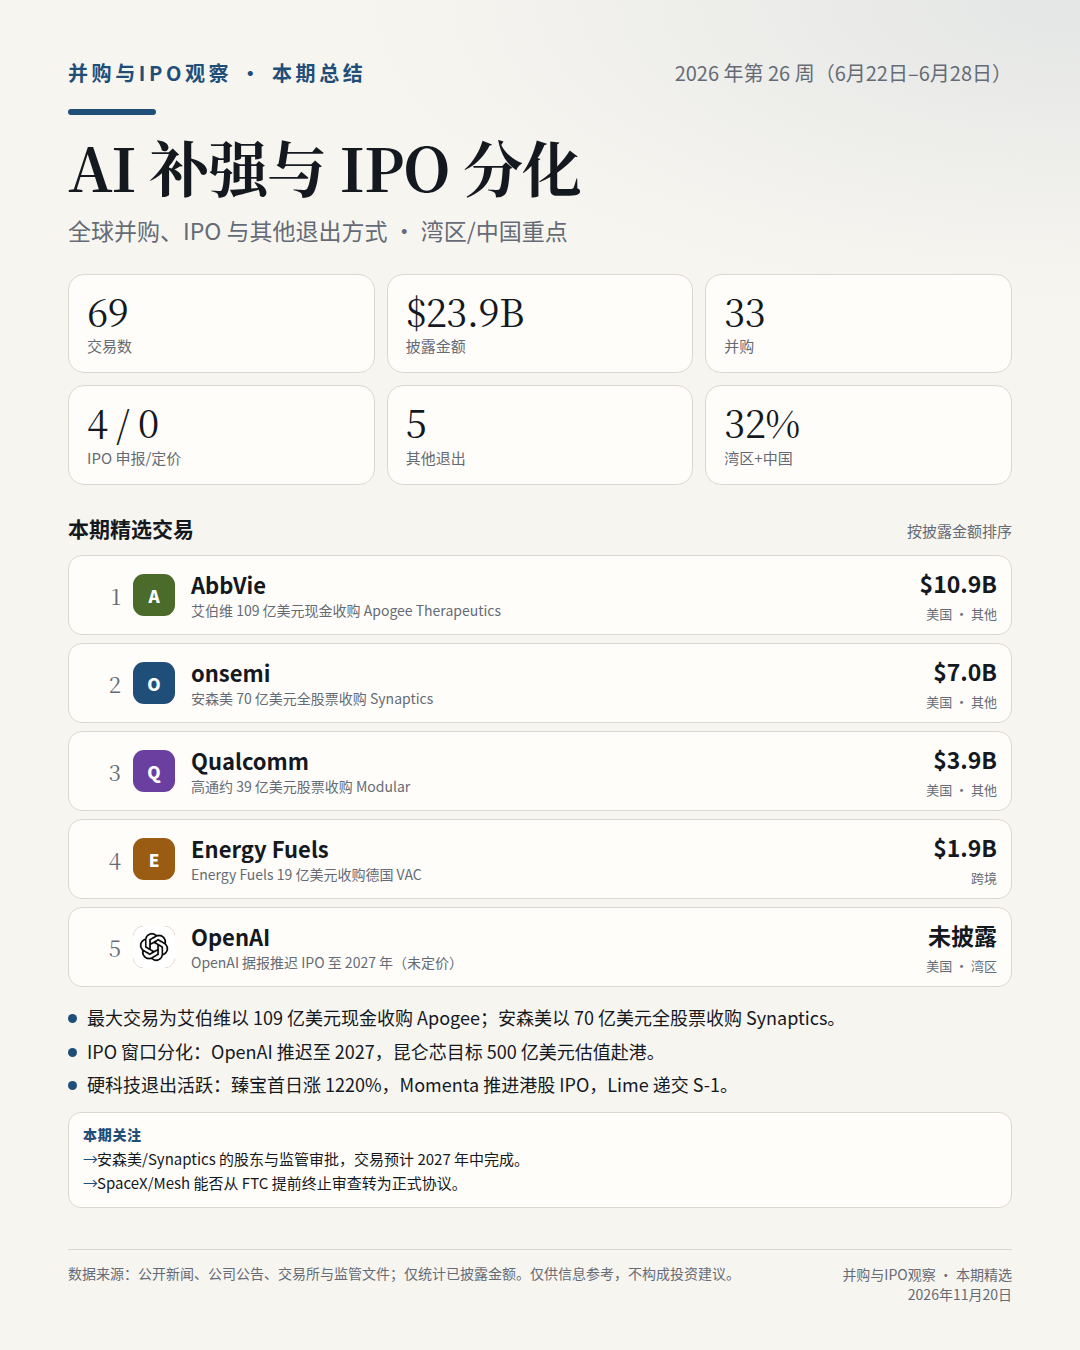 并购与IPO观察 · 本期总结
2026 年第 26 周（6月22日–6月28日）
AI 补强与 IPO 分化
全球并购、IPO 与其他退出方式 · 湾区/中国重点
69
交易数
$23.9B
披露金额
33
并购
4 / 0
IPO 申报/定价
5
其他退出
32%
湾区+中国
本期精选交易
按披露金额排序
1
A
AbbVie
艾伯维 109 亿美元现金收购 Apogee Therapeutics
$10.9B
美国 · 其他
2
O
onsemi
安森美 70 亿美元全股票收购 Synaptics
$7.0B
美国 · 其他
3
Q
Qualcomm
高通约 39 亿美元股票收购 Modular
$3.9B
美国 · 其他
4
E
Energy Fuels
Energy Fuels 19 亿美元收购德国 VAC
$1.9B
跨境
5
OpenAI
OpenAI 据报推迟 IPO 至 2027 年（未定价）
未披露
美国 · 湾区
最大交易为艾伯维以 109 亿美元现金收购 Apogee；安森美以 70 亿美元全股票收购 Synaptics。
IPO 窗口分化：OpenAI 推迟至 2027，昆仑芯目标 500 亿美元估值赴港。
硬科技退出活跃：臻宝首日涨 1220%，Momenta 推进港股 IPO，Lime 递交 S-1。
本期关注
→安森美/Synaptics 的股东与监管审批，交易预计 2027 年中完成。
→SpaceX/Mesh 能否从 FTC 提前终止审查转为正式协议。
数据来源：公开新闻、公司公告、交易所与监管文件；仅统计已披露金额。仅供信息参考，不构成投资建议。
并购与IPO观察 · 本期精选
2026年11月20日